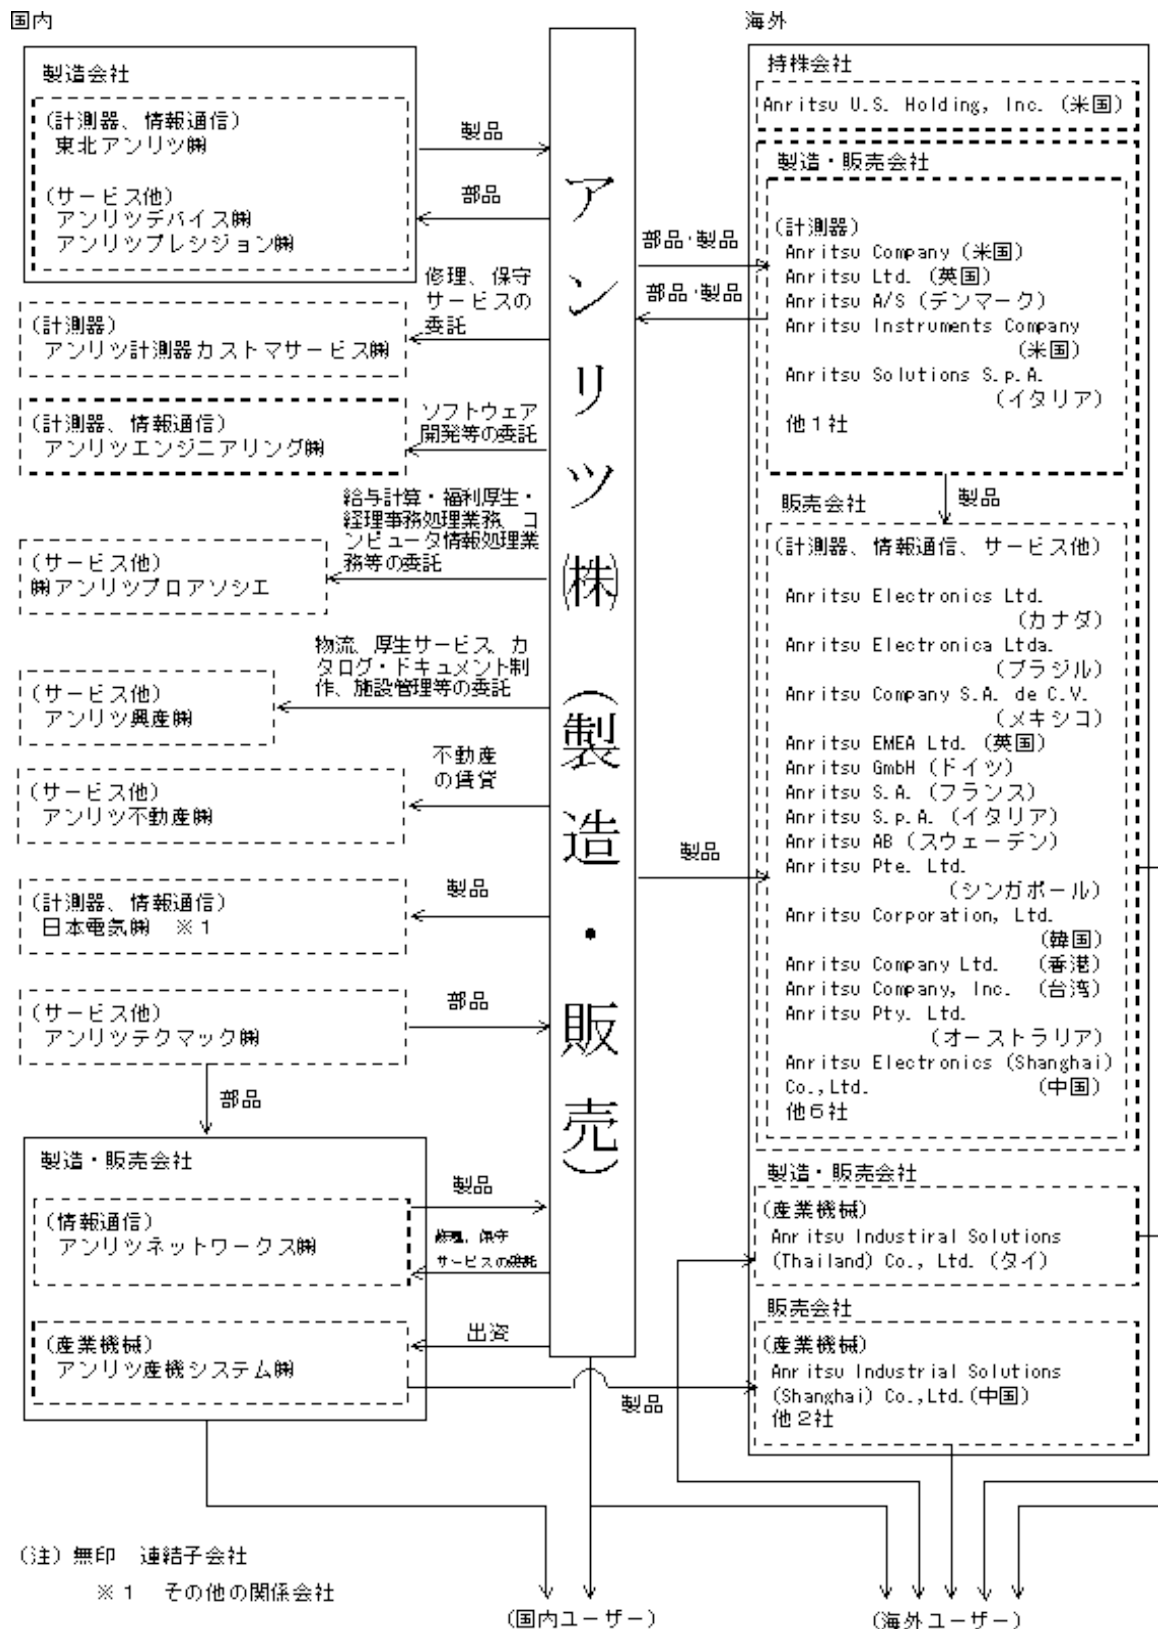 国内
製造会社
(計測器、情報通信)
東北アンリツ㈱
(サービス他)
アンリツデバイス㈱
アンリツプレシジョン㈱
製品
部品
修理、保守
サービスの
委託
(計測器)
アンリツ計測器カストマサービス㈱
(計測器、情報通信)
アンリツエンジニアリング㈱
ソフトウェア
開発等の委託
給与計算・福利厚生・
経理事務処理業務、コ
ンピュータ情報処理業
務等の委託
(サービス他)
㈱アンリツプロアソシエ
物流、厚生サービス、カ
タログ・ドキュメント制
作、施設管理等の委託
(サービス他)
アンリツ興産㈱
不動産
の賃貸
(サービス他)
アンリツ不動産㈱
製品
(計測器、情報通信)
日本電気㈱ ※1
部品
(サービス他)
アンリツテクマック㈱
部品
製造・販売会社
(情報通信)
アンリツネットワークス㈱
製品
修理、保守
サービスの委託
(産業機械)
アンリツ産機システム㈱
出資
製品
アンリツ㈱(製造・販売)
部品・製品
部品・製品
製品
海外
持株会社
Anritsu U.S. Holding, Inc. (米国)
製造・販売会社
(計測器)
Anritsu Company (米国)
Anritsu Ltd. (英国)
Anritsu A/S (デンマーク)
Anritsu Instruments Company
(米国)
Anritsu Solutions S.p.A.
(イタリア)
他1社
製品
販売会社
(計測器、情報通信、サービス他)
Anritsu Electronics Ltd.
(カナダ)
Anritsu Electronica Ltda.
(ブラジル)
Anritsu Company S.A. de C.V.
(メキシコ)
Anritsu EMEA Ltd. (英国)
Anritsu GmbH (ドイツ)
Anritsu S.A. (フランス)
Anritsu S.p.A. (イタリア)
Anritsu AB (スウェーデン)
Anritsu Pte. Ltd.
(シンガポール)
Anritsu Corporation, Ltd.
(韓国)
Anritsu Company Ltd. (香港)
Anritsu Company, Inc. (台湾)
Anritsu Pty. Ltd.
(オーストラリア)
Anritsu Electronics (Shanghai)
Co.,Ltd. (中国)
他6社
製造・販売会社
(産業機械)
Anritsu Industiral Solutions
(Thailand) Co., Ltd. (タイ)
販売会社
(産業機械)
Anritsu Industrial Solutions
(Shanghai) Co.,Ltd.(中国)
他2社
(注) 無印 連結子会社
※1 その他の関係会社
(国内ユーザー)
(海外ユーザー)